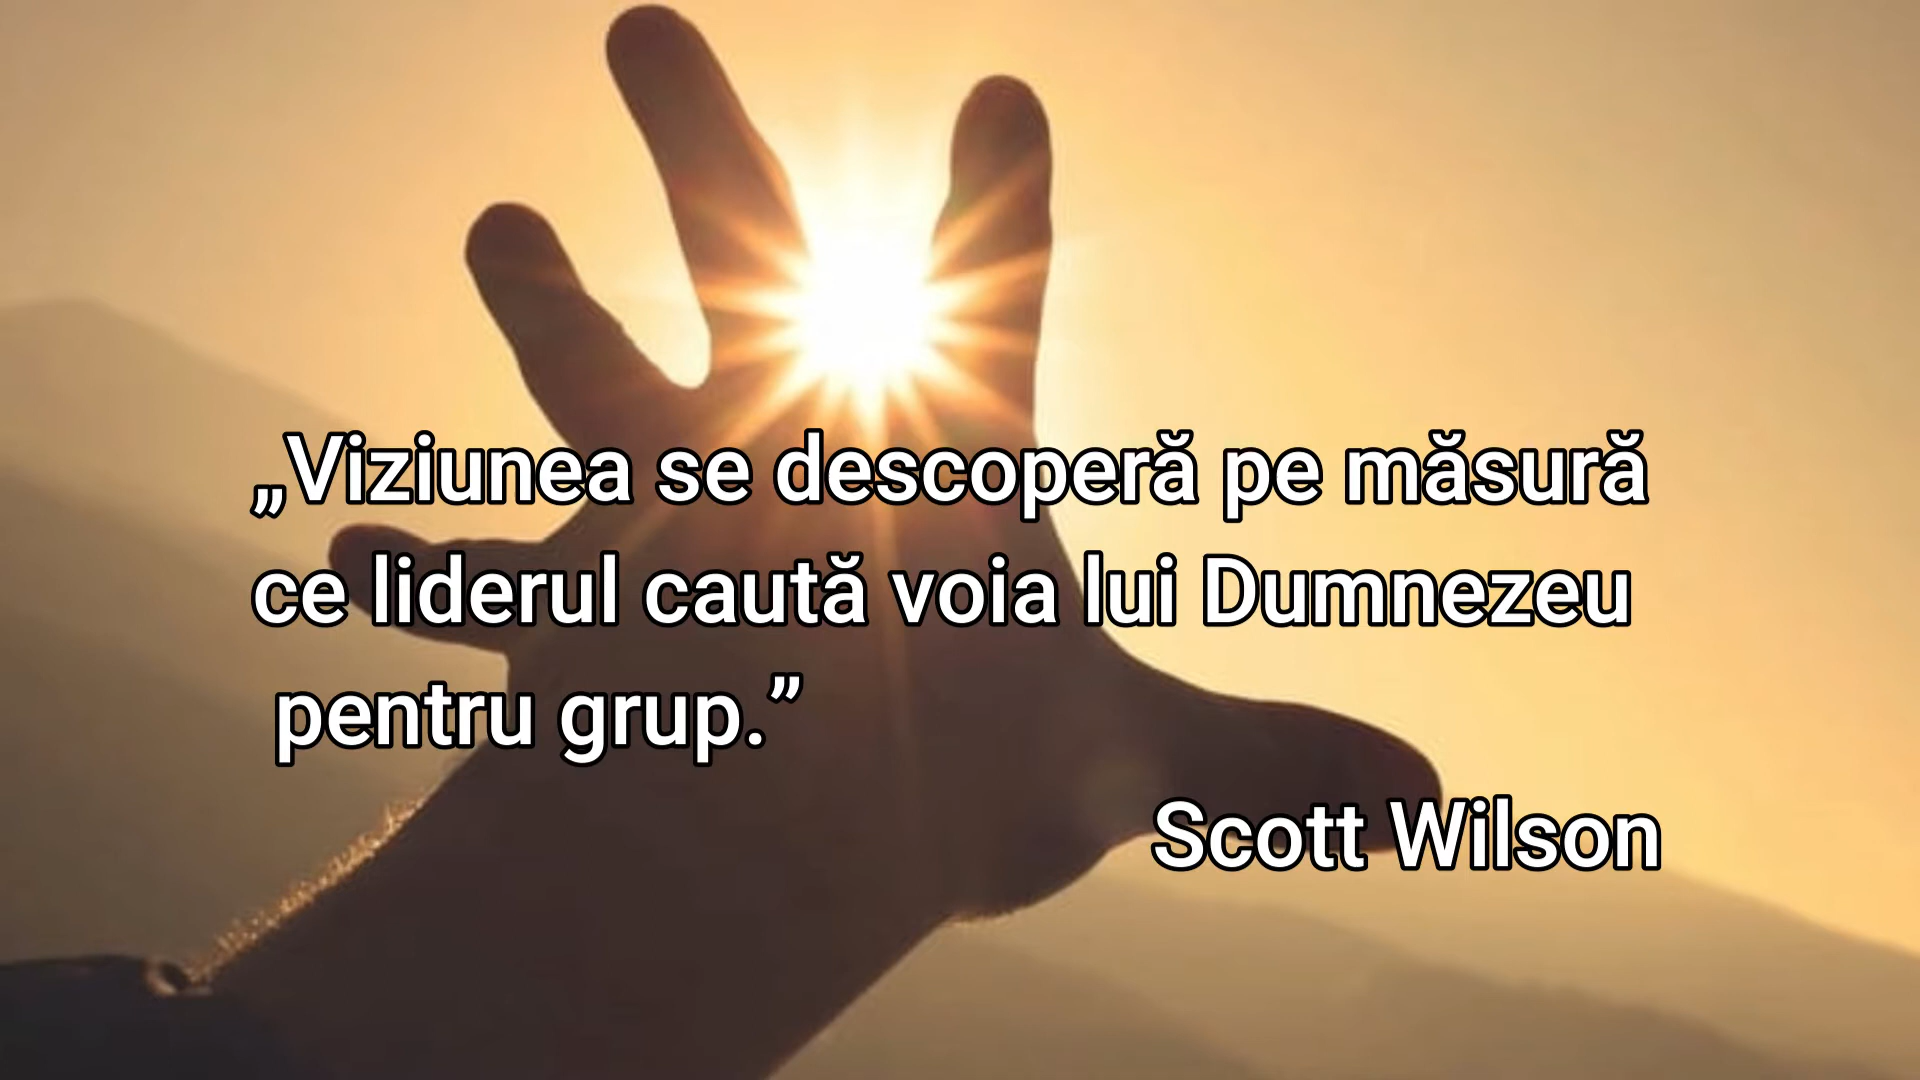 „Viziunea se descoperă pe măsură
ce liderul caută voia lui Dumnezeu
pentru grup.”
Scott Wilson